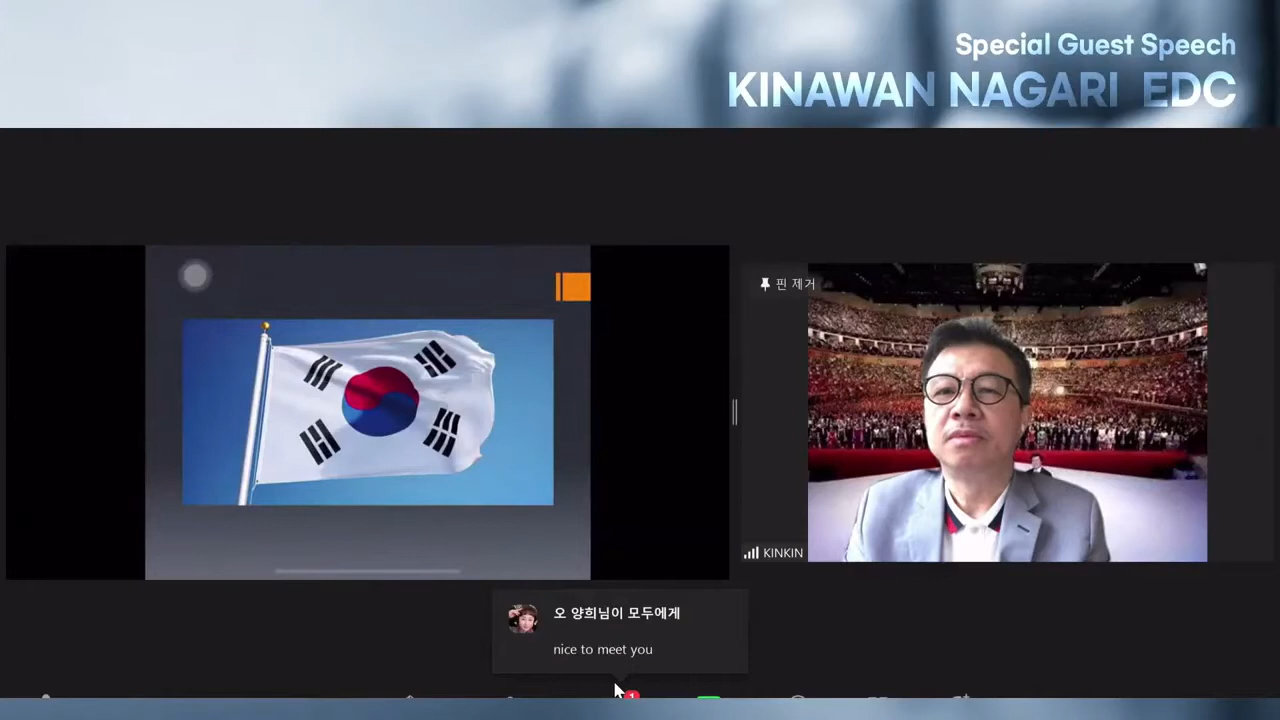 Special Guest Speech
KINAWAN NAGARI EDC
핀 제거
KINKIN
오 양희님이 모두에게
nice to meet you
1